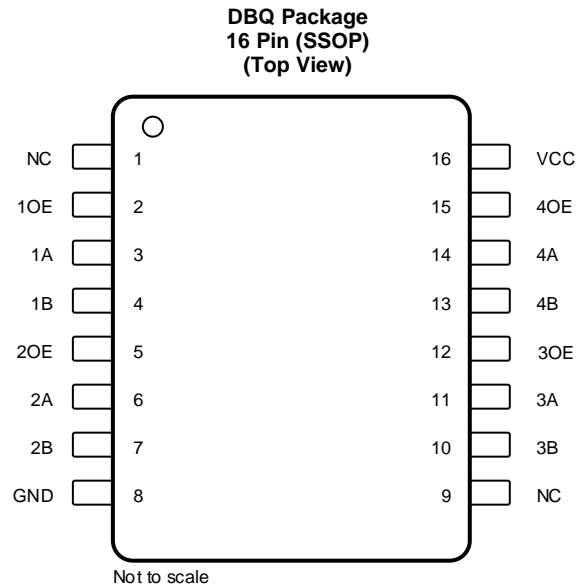 DBQ Package
16 Pin (SSOP)
(Top View)
NC 1 16 VCC
1OE 2 15 4OE
1A 3 14 4A
1B 4 13 4B
2OE 5 12 3OE
2A 6 11 3A
2B 7 10 3B
GND 8 9 NC
Not to scale